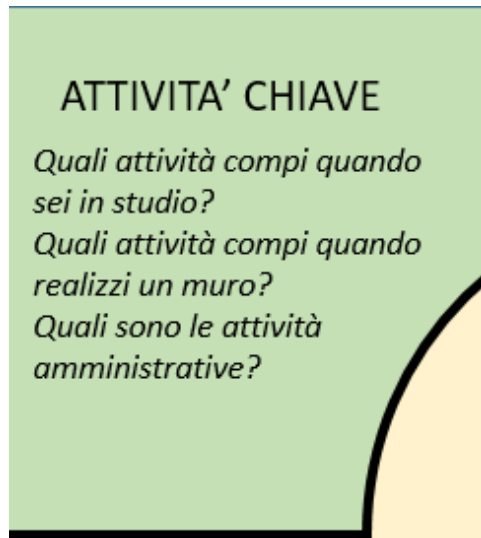 ATTIVITA’ CHIAVE
Quali attività compi quando
sei in studio?
Quali attività compi quando
realizzi un muro?
Quali sono le attività
amministrative?